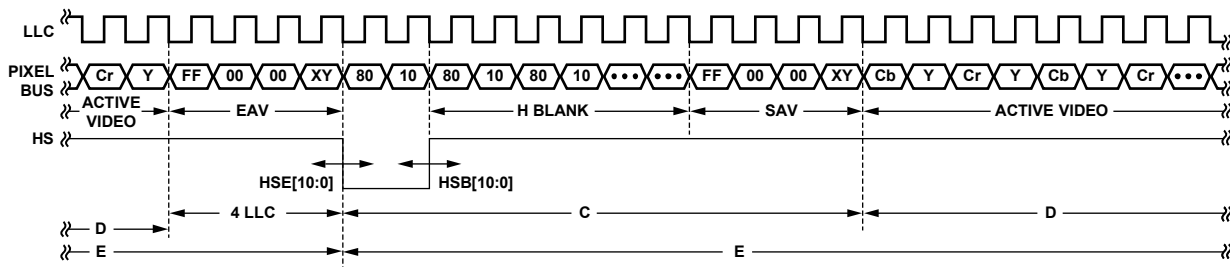 LLC
PIXEL BUS Cr Y FF 00 00 XY 80 10 80 10 80 10 ••• ••• FF 00 00 XY Cb Y Cr Y Cb Y Cr •••
ACTIVE VIDEO EAV H BLANK SAV ACTIVE VIDEO
HS
HSE[10:0] HSB[10:0]
4 LLC C D
D
E E